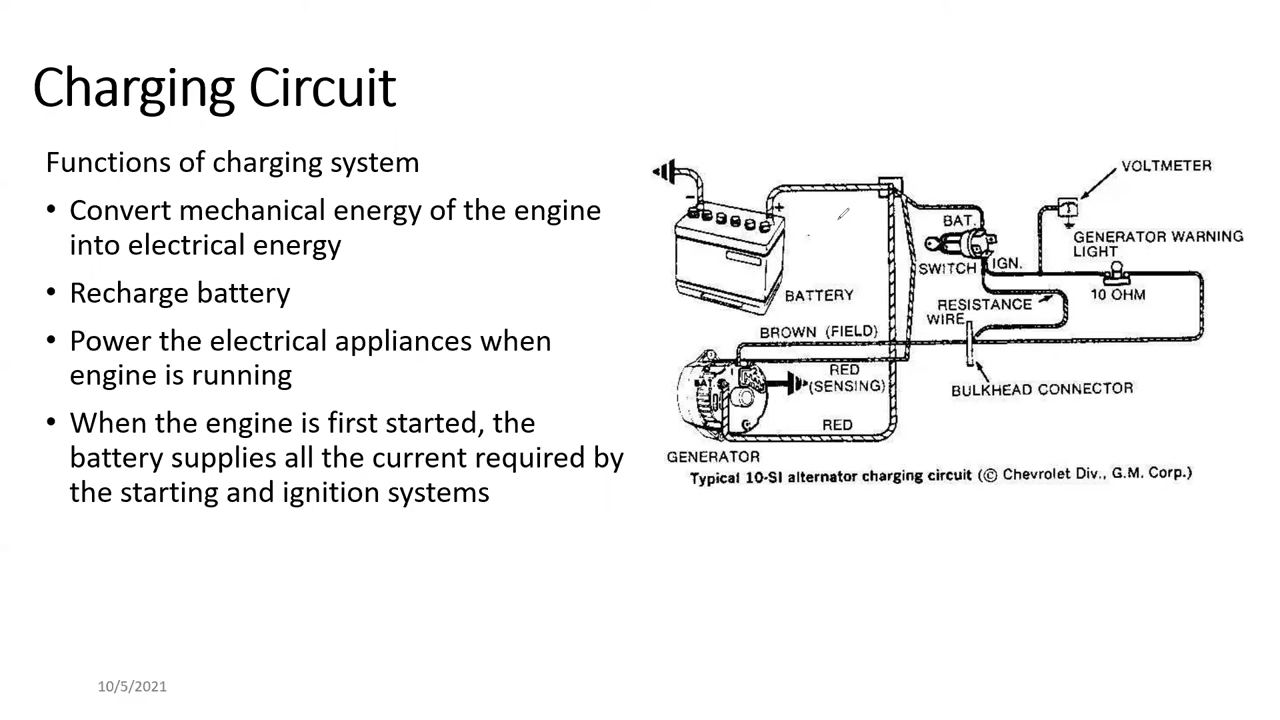 Charging Circuit
Functions of charging system
• Convert mechanical energy of the engine
into electrical energy
• Recharge battery
• Power the electrical appliances when
engine is running
• When the engine is first started, the
battery supplies all the current required by
the starting and ignition systems
VOLTMETER
− +
BAT.
GENERATOR WARNING
LIGHT
SWITCH IGN.
BATTERY
10 OHM
RESISTANCE
WIRE
BROWN (FIELD)
RED
(SENSING)
BAT.
BULKHEAD CONNECTOR
RED
GENERATOR
Typical 10-SI alternator charging circuit (© Chevrolet Div., G.M. Corp.)
10/5/2021